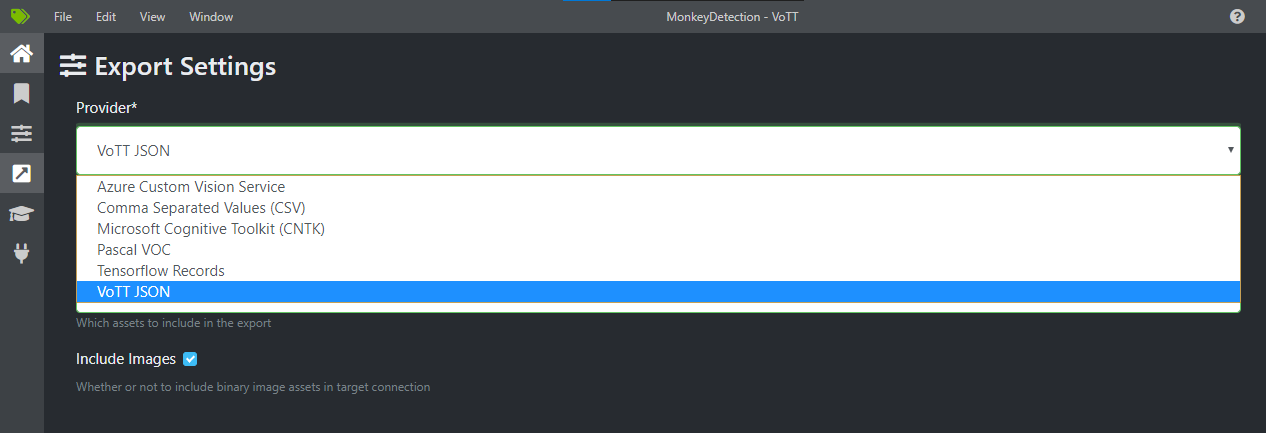 File Edit View Window MonkeyDetection - VoTT
Export Settings
Provider*
VoTT JSON
Azure Custom Vision Service
Comma Separated Values (CSV)
Microsoft Cognitive Toolkit (CNTK)
Pascal VOC
Tensorflow Records
VoTT JSON
Which assets to include in the export
Include Images
Whether or not to include binary image assets in target connection